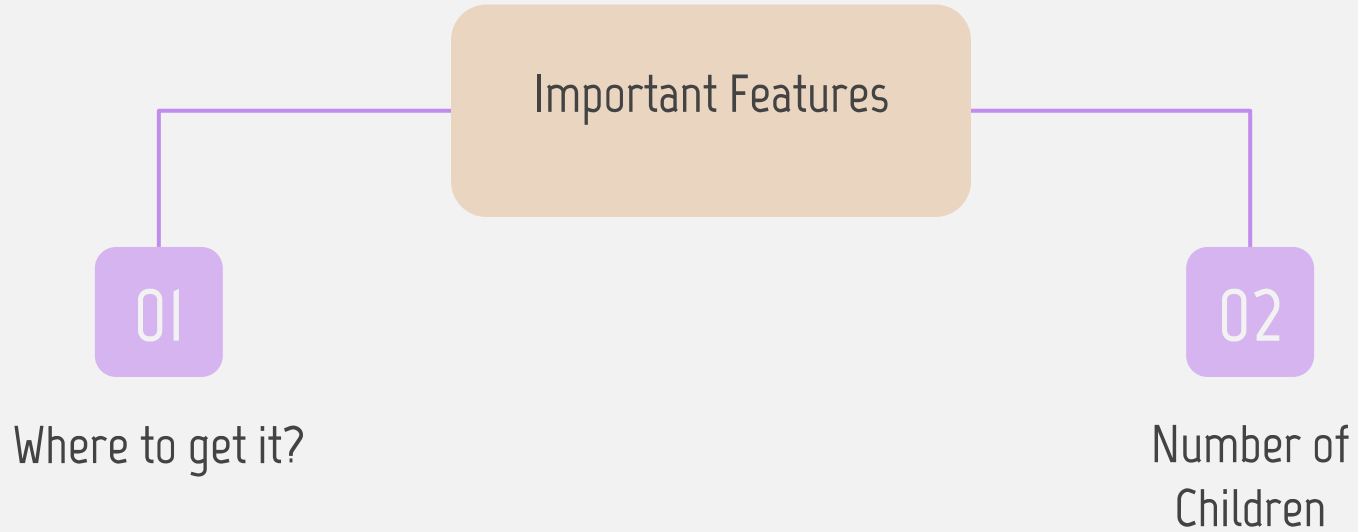 Important Features
01
02
Where to get it?
Number of
Children